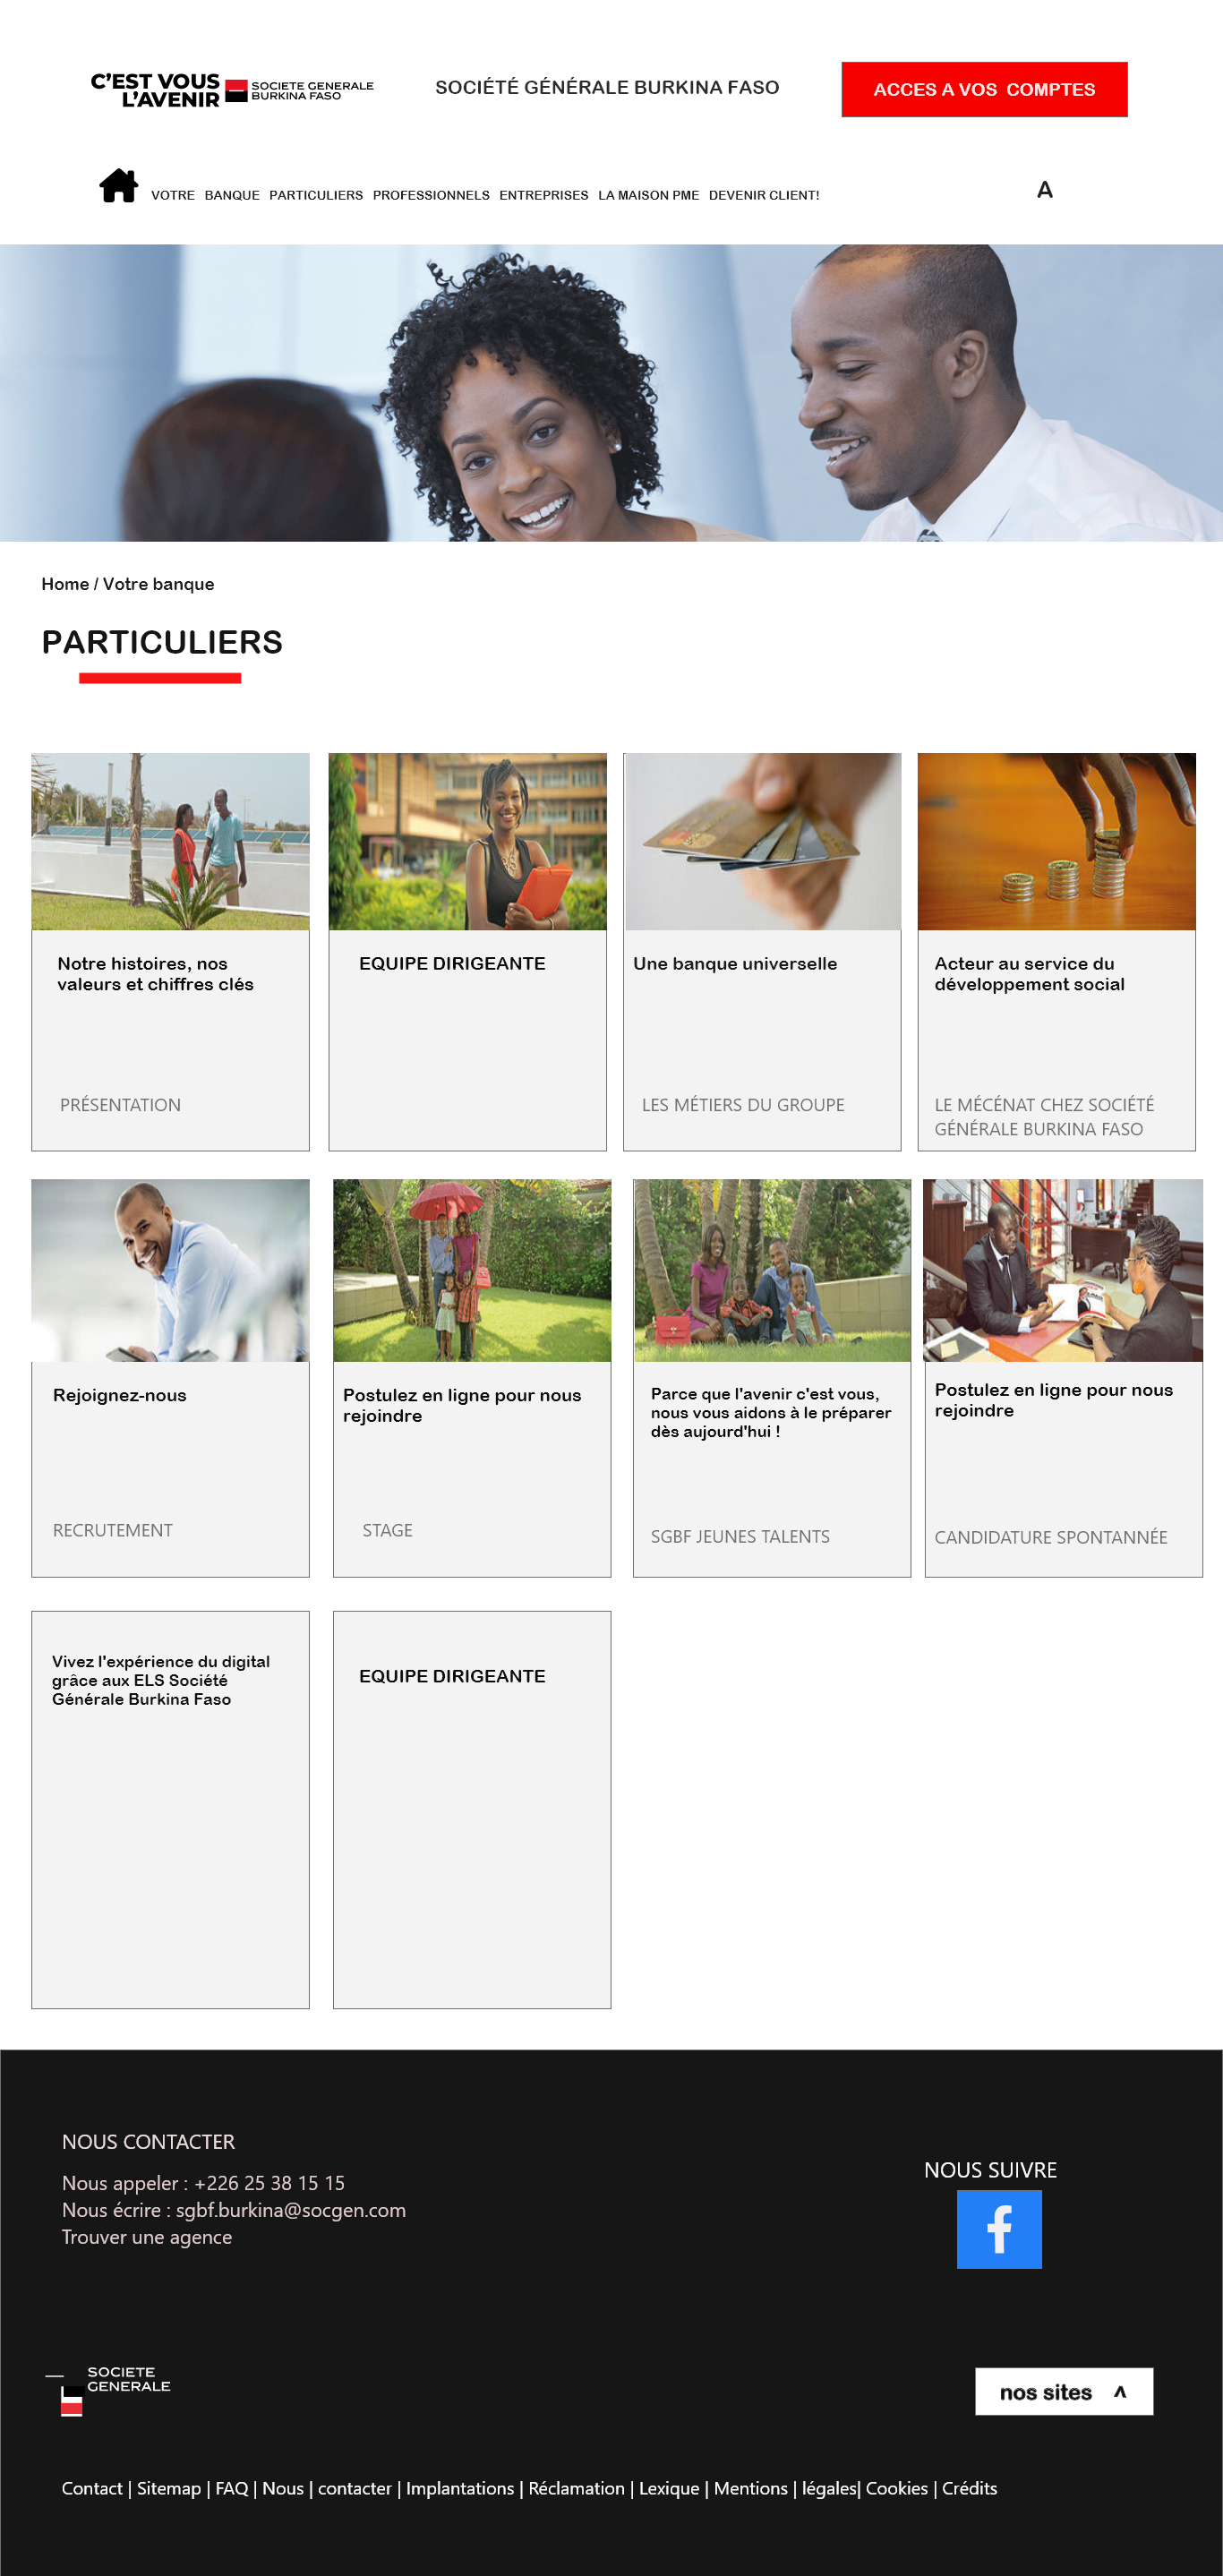 C'EST VOUS
L'AVENIR
SOCIETE GENERALE
BURKINA FASO
SOCIÉTÉ GÉNÉRALE BURKINA FASO
ACCES A VOS COMPTES
VOTRE BANQUE PARTICULIERS PROFESSIONNELS ENTREPRISES LA MAISON PME DEVENIR CLIENT!
A
Home / Votre banque
PARTICULIERS
Notre histoires, nos
valeurs et chiffres clés
PRÉSENTATION
EQUIPE DIRIGEANTE
Une banque universelle
LES MÉTIERS DU GROUPE
Acteur au service du
développement social
LE MÉCÉNAT CHEZ SOCIÉTÉ
GÉNÉRALE BURKINA FASO
Rejoignez-nous
RECRUTEMENT
Postulez en ligne pour nous
rejoindre
STAGE
Parce que l'avenir c'est vous,
nous vous aidons à le préparer
dès aujourd'hui !
SGBF JEUNES TALENTS
Postulez en ligne pour nous
rejoindre
CANDIDATURE SPONTANNÉE
Vivez l'expérience du digital
grâce aux ELS Société
Générale Burkina Faso
EQUIPE DIRIGEANTE
NOUS CONTACTER
Nous appeler : +226 25 38 15 15
Nous écrire : sgbf.burkina@socgen.com
Trouver une agence
NOUS SUIVRE
f
SOCIETE
GENERALE
nos sites ^
Contact | Sitemap | FAQ | Nous | contacter | Implantations | Réclamation | Lexique | Mentions | légales| Cookies | Crédits